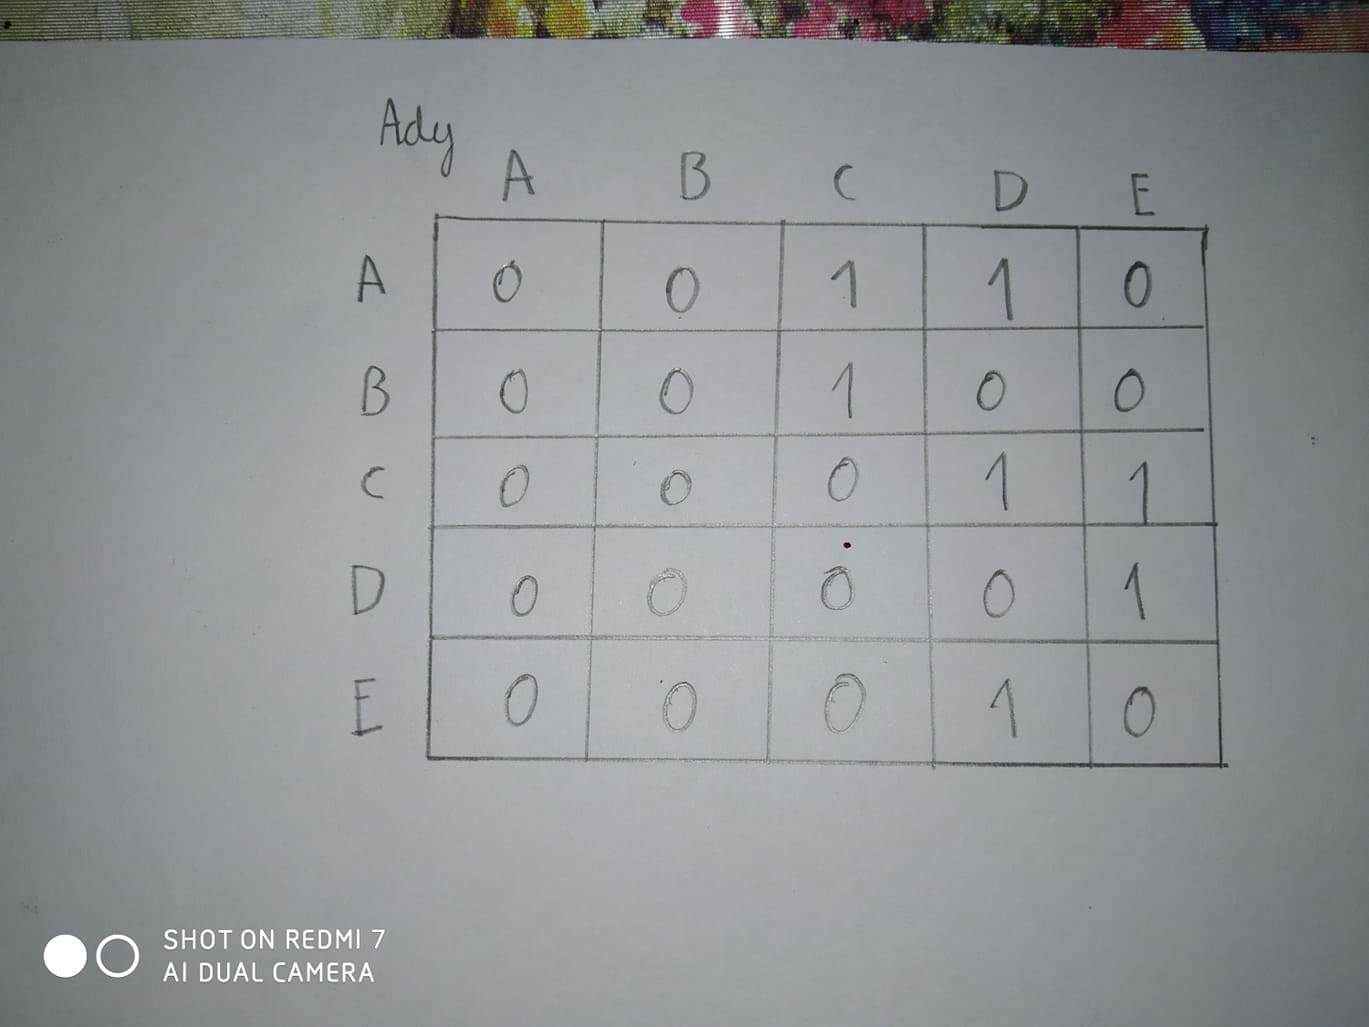 Ady
A B C D E
A 0 0 1 1 0
B 0 0 1 0 0
C 0 0 0 1 1
D 0 0 0 0 1
E 0 0 0 1 0
SHOT ON REDMI 7
AI DUAL CAMERA